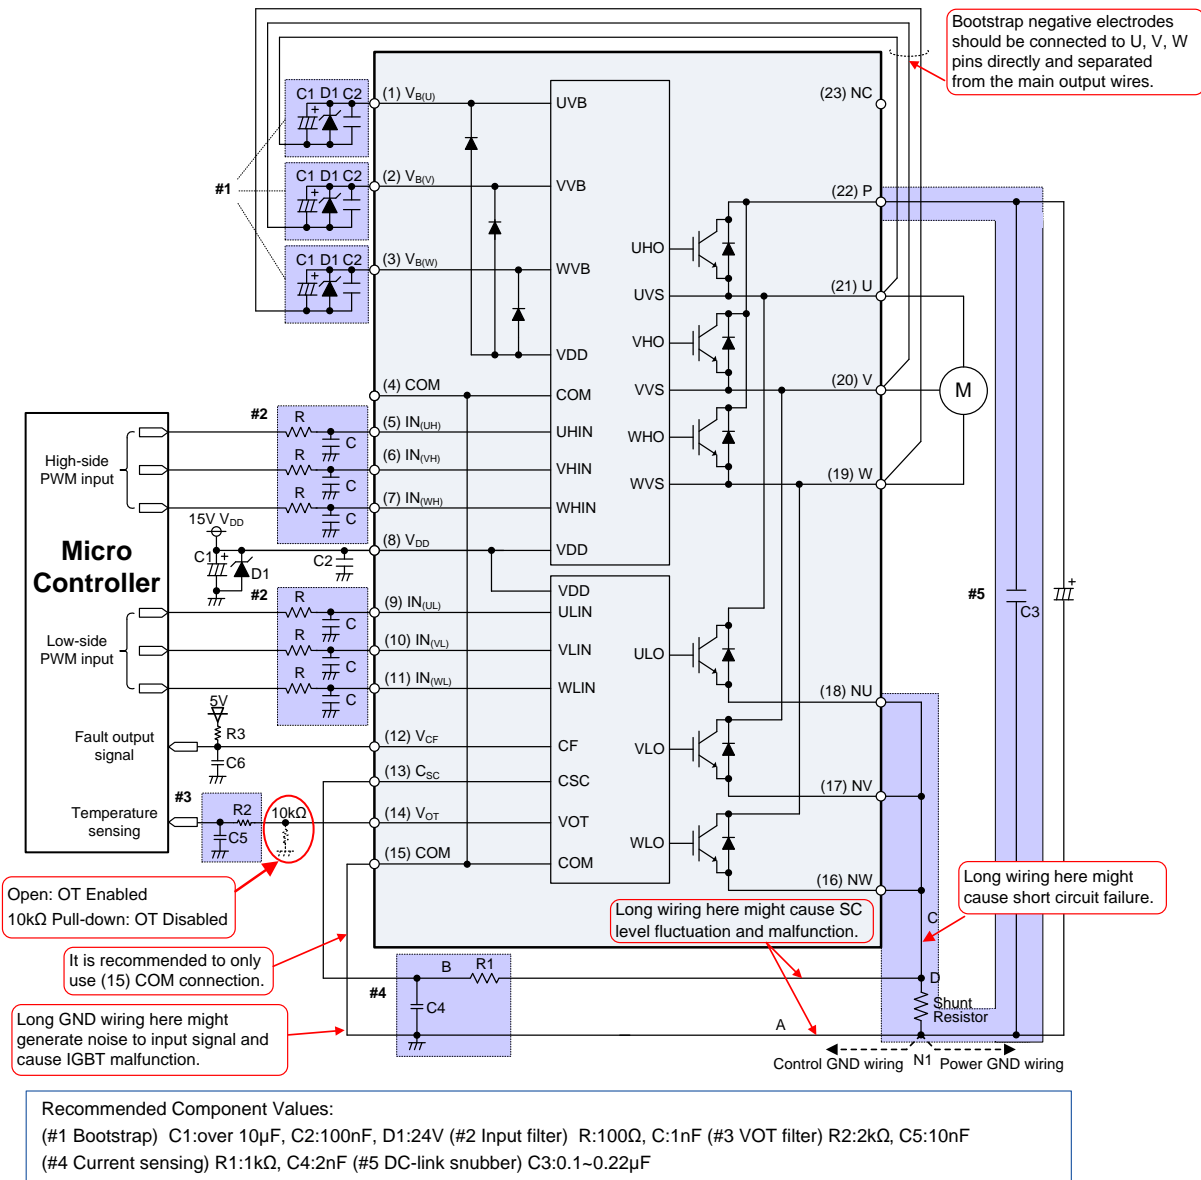 Bootstrap negative electrodes
should be connected to U, V, W
pins directly and separated
from the main output wires.
C1 D1 C2
+
(1) VB(U)
UVB
(23) NC
#1
C1 D1 C2
+
(2) VB(V)
VVB
(22) P
C1 D1 C2
+
(3) VB(W)
WVB
UHO
UVS
(21) U
VHO
VDD
(4) COM
COM
VVS
(20) V
M
#2
R
C
(5) IN(UH)
UHIN
WHO
High-side
PWM input
R
C
(6) IN(VH)
VHIN
WVS
(19) W
R
C
(7) IN(WH)
WHIN
15V VDD
Micro
Controller
C1
+
D1
C2
(8) VDD
VDD
VDD
#2
R
C
(9) IN(UL)
ULIN
#5
C3
+
Low-side
PWM input
R
C
(10) IN(VL)
VLIN
ULO
R
C
(11) IN(WL)
WLIN
(18) NU
5V
R3
Fault output
signal
C6
(12) VCF
CF
VLO
(13) CSC
CSC
(17) NV
Temperature
sensing
#3
R2
C5
10kΩ
(14) VOT
VOT
WLO
(15) COM
COM
(16) NW
Open: OT Enabled
10kΩ Pull-down: OT Disabled
Long wiring here might cause SC
level fluctuation and malfunction.
Long wiring here might
cause short circuit failure.
C
It is recommended to only
use (15) COM connection.
#4
B
R1
C4
D
Shunt
Resistor
Long GND wiring here might
generate noise to input signal and
cause IGBT malfunction.
A
Control GND wiring
N1
Power GND wiring
Recommended Component Values:
(#1 Bootstrap) C1:over 10µF, C2:100nF, D1:24V (#2 Input filter) R:100Ω, C:1nF (#3 VOT filter) R2:2kΩ, C5:10nF
(#4 Current sensing) R1:1kΩ, C4:2nF (#5 DC-link snubber) C3:0.1~0.22µF